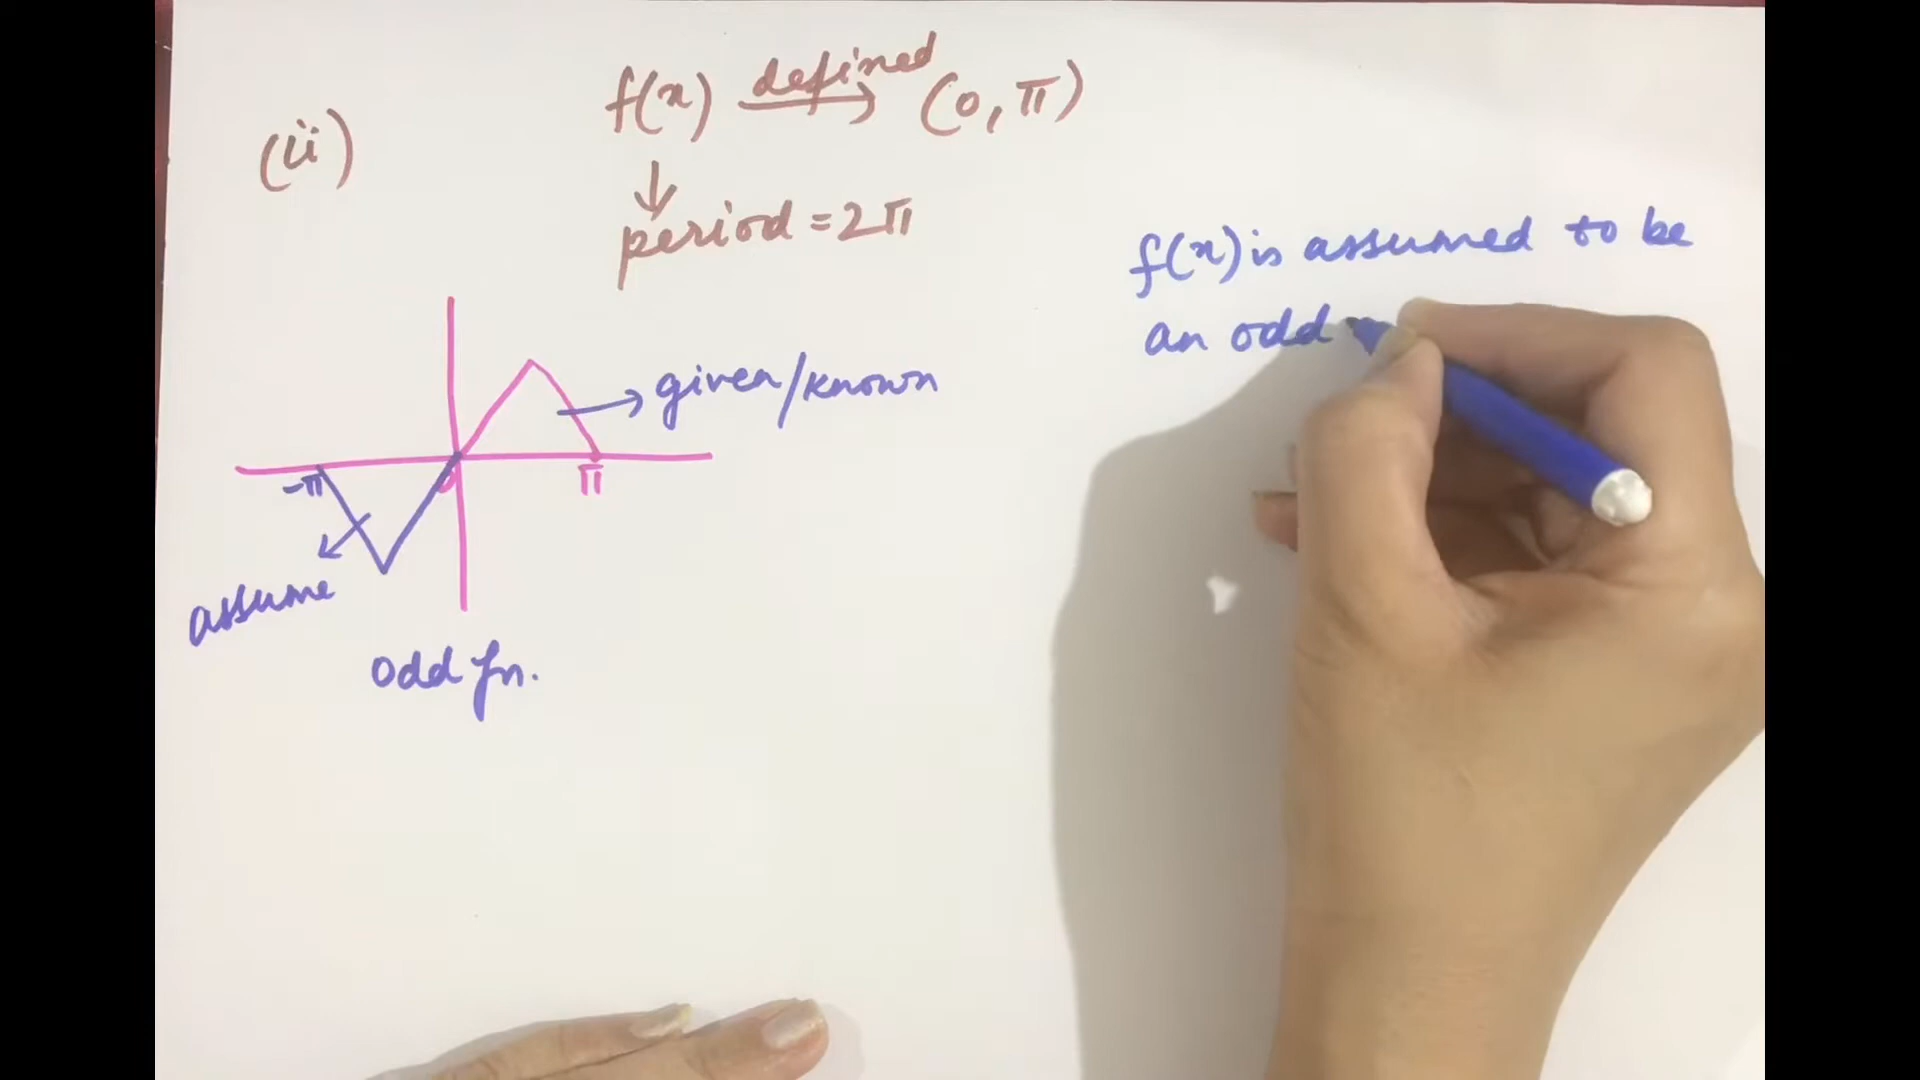 (ii)
f(x) defined (0, π)
period = 2π
f(x) is assumed to be
an odd
given/known
-π
0
π
assume
odd fn.